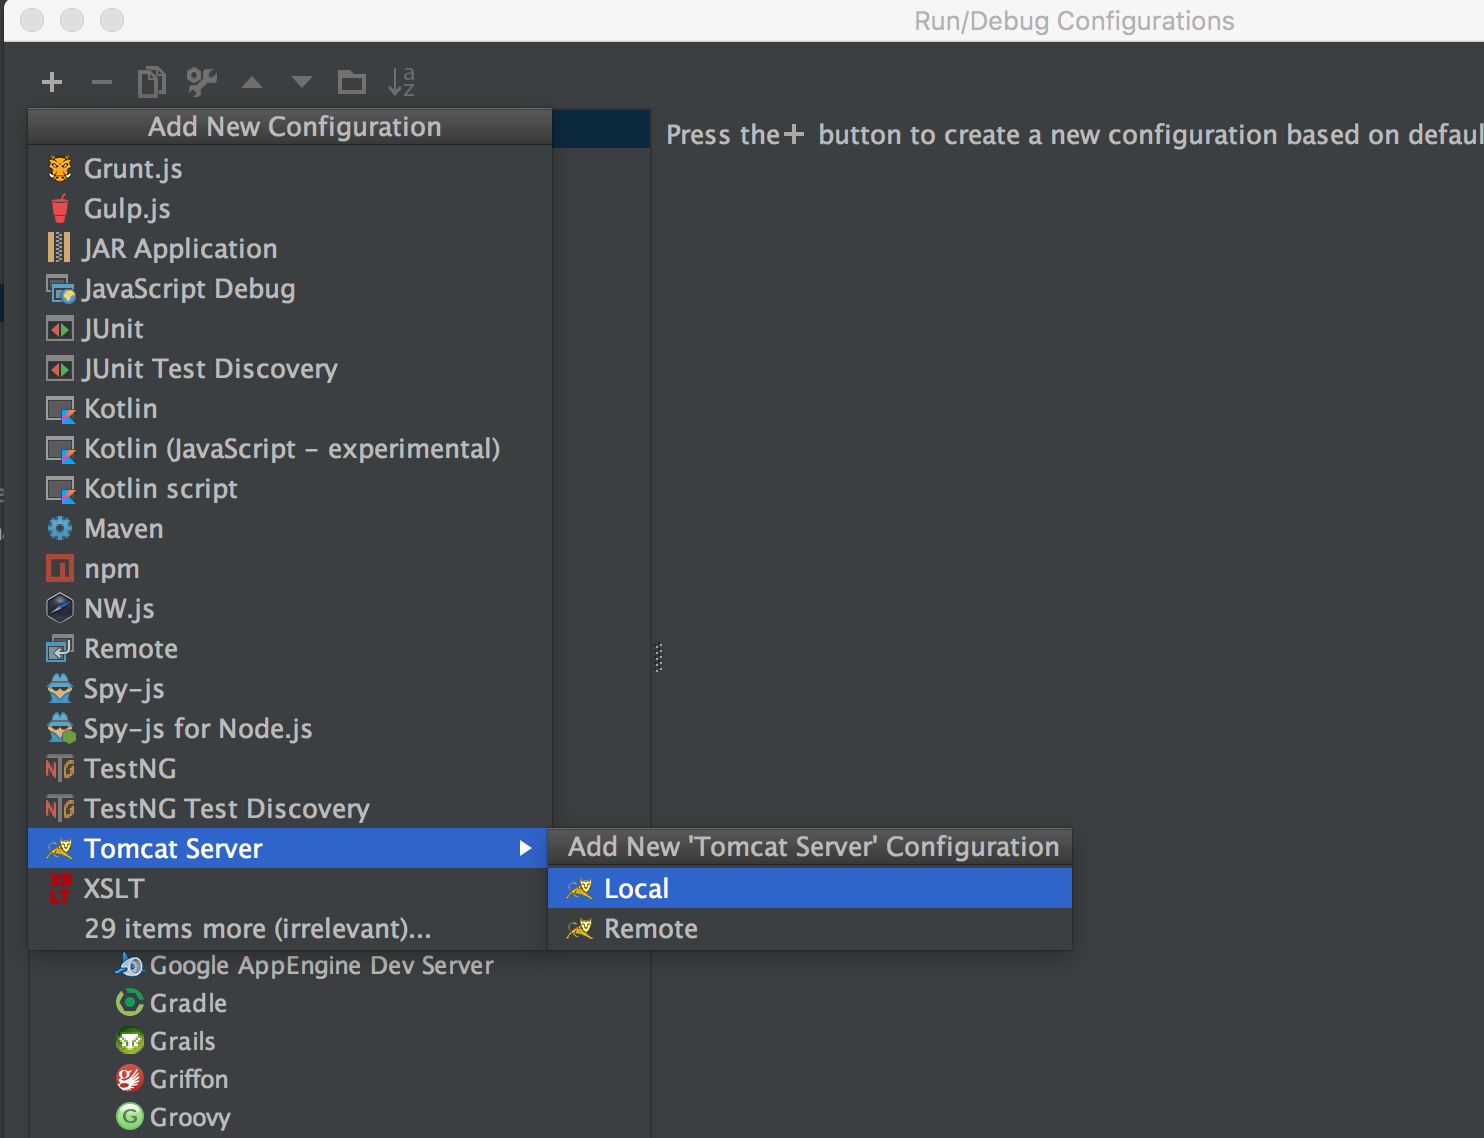 Run/Debug Configurations
Add New Configuration
Press the + button to create a new configuration based on defaul
Grunt.js
Gulp.js
JAR Application
JavaScript Debug
JUnit
JUnit Test Discovery
Kotlin
Kotlin (JavaScript – experimental)
Kotlin script
Maven
npm
NW.js
Remote
Spy-js
Spy-js for Node.js
TestNG
TestNG Test Discovery
Tomcat Server
Add New 'Tomcat Server' Configuration
XSLT
Local
29 items more (irrelevant)...
Remote
Google AppEngine Dev Server
Gradle
Grails
Griffon
Groovy